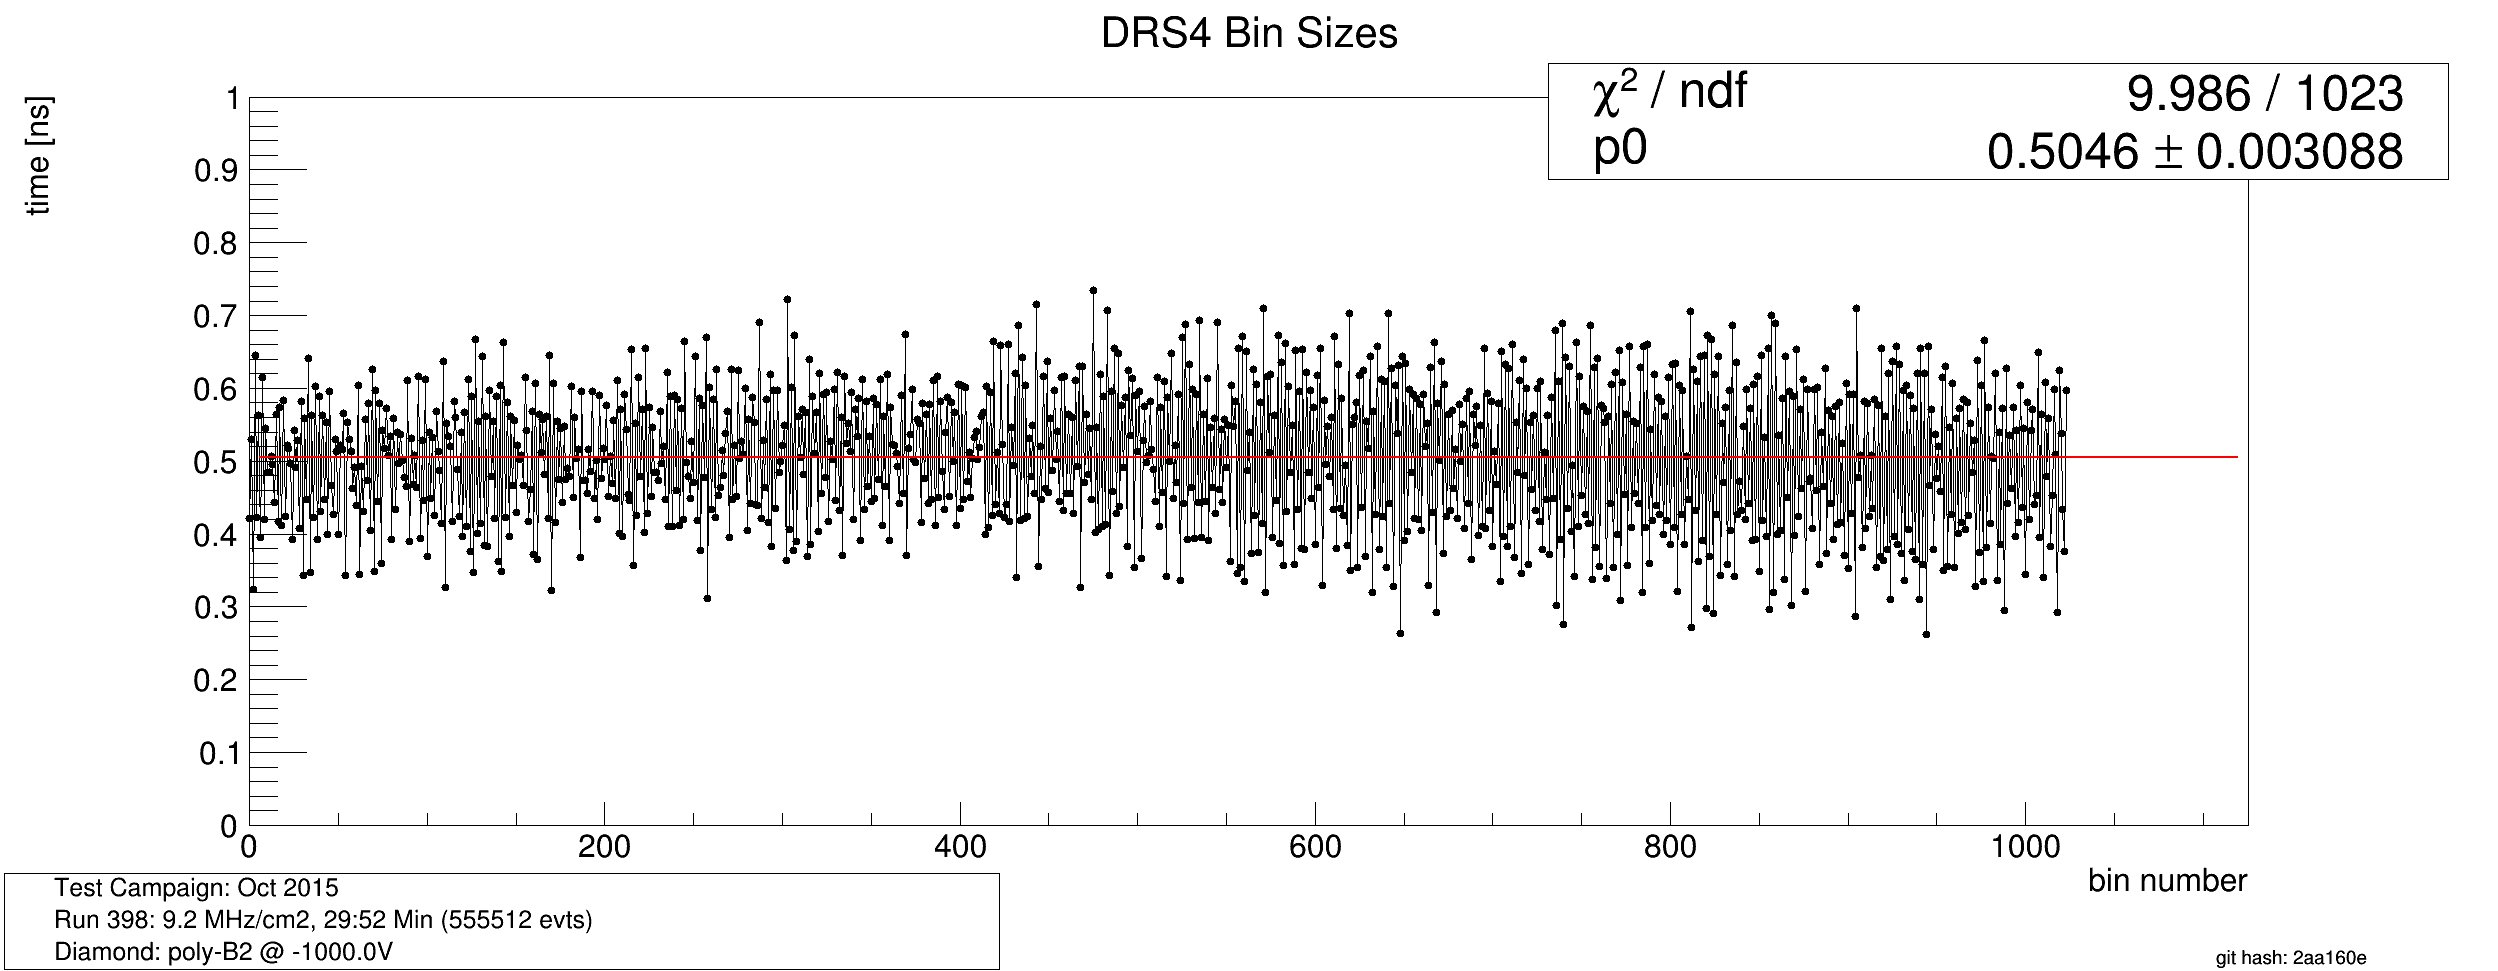 DRS4 Bin Sizes
χ² / ndf 9.986 / 1023
p0 0.5046 ± 0.003088
time [ns]
1
0.9
0.8
0.7
0.6
0.5
0.4
0.3
0.2
0.1
0
0 200 400 600 800 1000
bin number
Test Campaign: Oct 2015
Run 398: 9.2 MHz/cm2, 29:52 Min (555512 evts)
Diamond: poly-B2 @ -1000.0V
git hash: 2aa160e